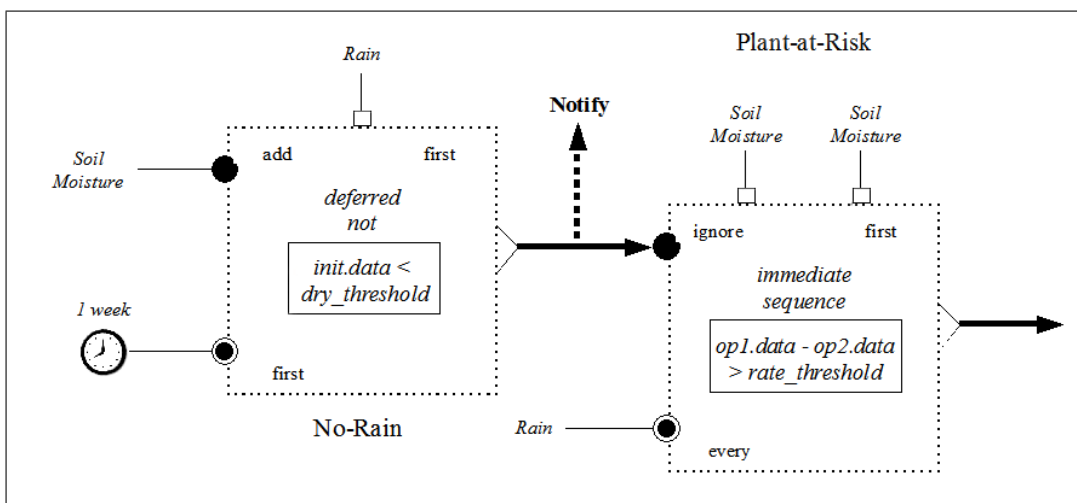 Plant-at-Risk
Rain
Notify
Soil
Moisture
Soil
Moisture
Soil
Moisture
add
first
deferred
not
init.data <
dry_threshold
1 week
first
No-Rain
ignore
first
immediate
sequence
op1.data - op2.data
> rate_threshold
Rain
every